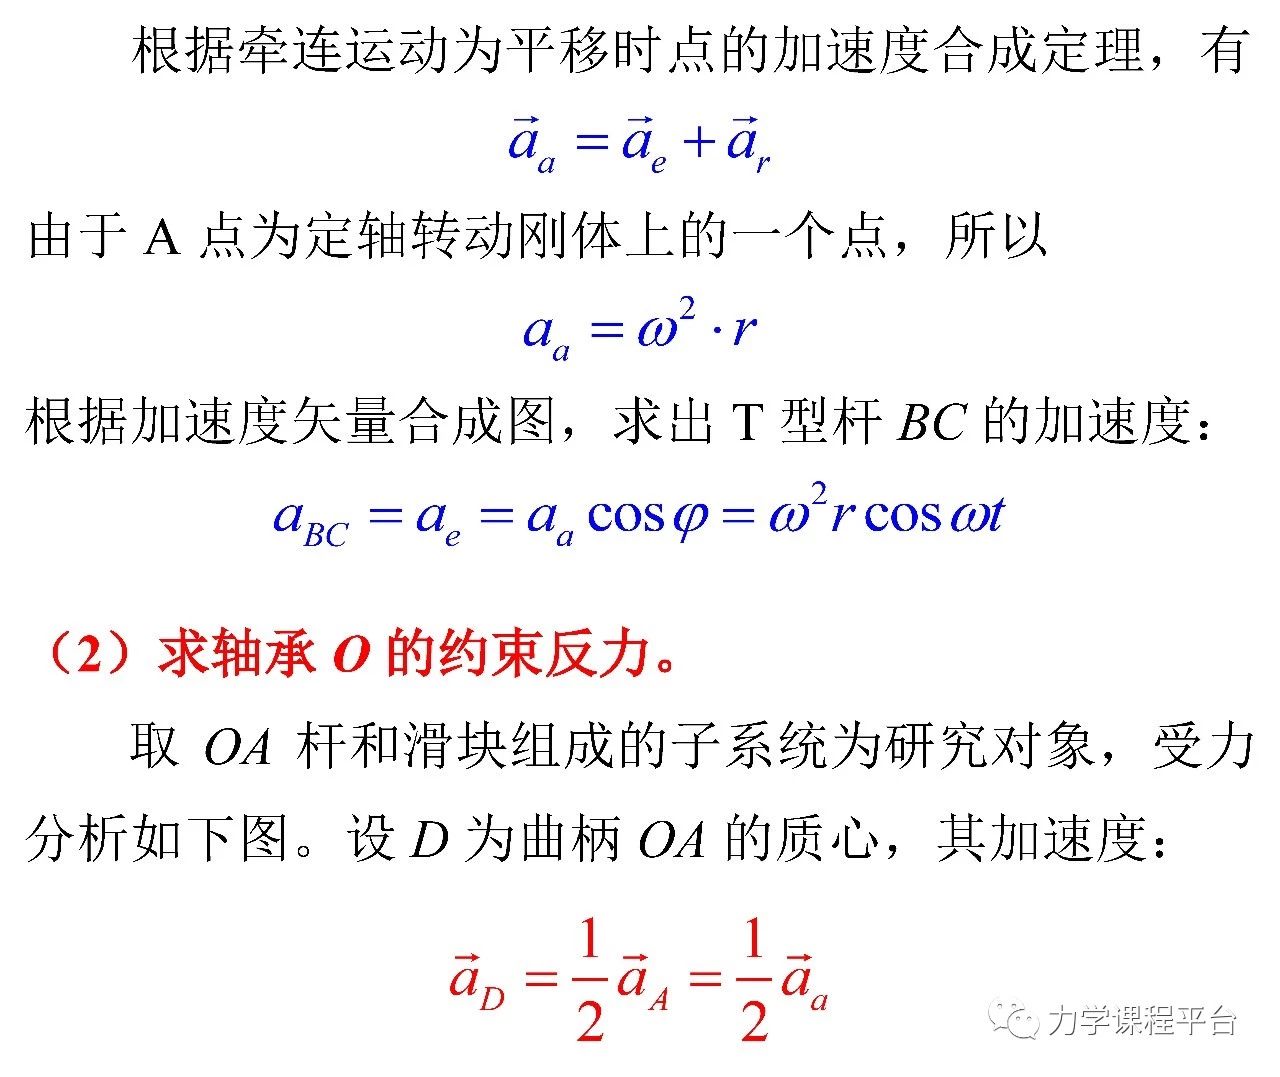 根据牵连运动为平移时点的加速度合成定理，有
$\vec{a}_a = \vec{a}_e + \vec{a}_r$
由于 A 点为定轴转动刚体上的一个点，所以
$a_a = \omega^2 \cdot r$
根据加速度矢量合成图，求出 T 型杆 BC 的加速度：
$a_{BC} = a_e = a_a \cos\varphi = \omega^2 r \cos\omega t$
（2）求轴承 O 的约束反力。
取 OA 杆和滑块组成的子系统为研究对象，受力
分析如下图。设 D 为曲柄 OA 的质心，其加速度：
$\vec{a}_D = \frac{1}{2}\vec{a}_A = \frac{1}{2}\vec{a}_a$
力学课程平台